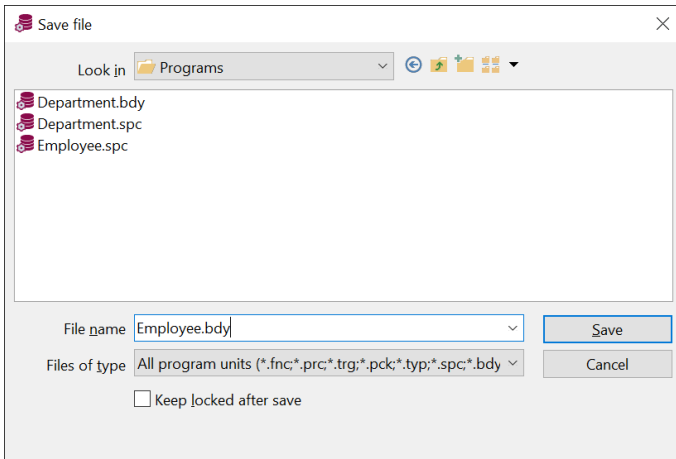 Save file
Look in Programs
Department.bdy
Department.spc
Employee.spc
File name Employee.bdy Save
Files of type All program units (*.fnc;*.prc;*.trg;*.pck;*.typ;*.spc;*.bdy Cancel
Keep locked after save